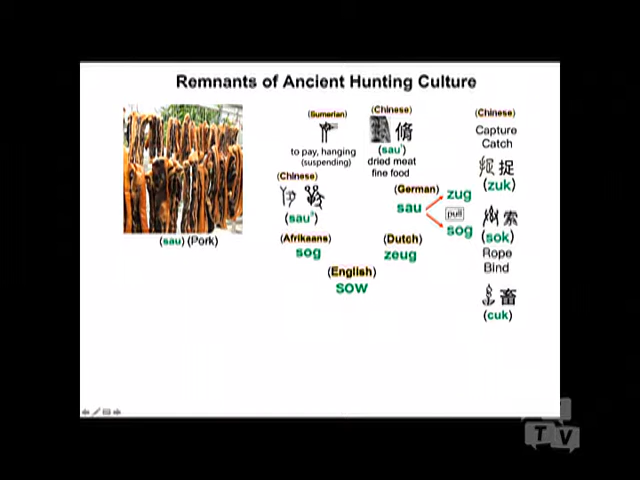 Remnants of Ancient Hunting Culture
(sau) (Pork)
(Sumerian)
to pay, hanging
(suspending)
(Chinese)
脩
(sau¹)
dried meat
fine food
(Chinese)
(sau³)
(German)
sau
zug
pull
sog
(Afrikaans)
sog
(Dutch)
zeug
(English)
sow
(Chinese)
Capture
Catch
捉
(zuk)
索
(sok)
Rope
Bind
畜
(cuk)
TV